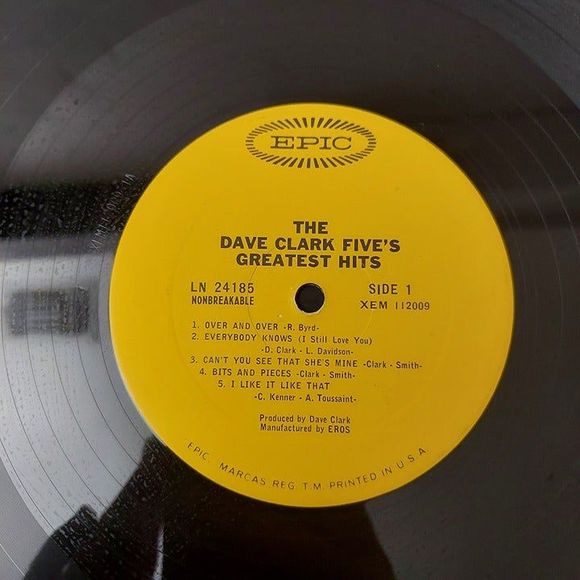 EPIC
THE
DAVE CLARK FIVE'S
GREATEST HITS
LN 24185 SIDE 1
NONBREAKABLE XEM 112009
1. OVER AND OVER -R. Byrd-
2. EVERYBODY KNOWS (I Still Love You)
-D. Clark - L. Davidson-
3. CAN'T YOU SEE THAT SHE'S MINE -Clark - Smith-
4. BITS AND PIECES -Clark - Smith-
5. I LIKE IT LIKE THAT
-C. Kenner - A. Toussaint-
Produced by Dave Clark
Manufactured by EROS
EPIC. MARCAS REG. T.M. PRINTED IN U.S.A